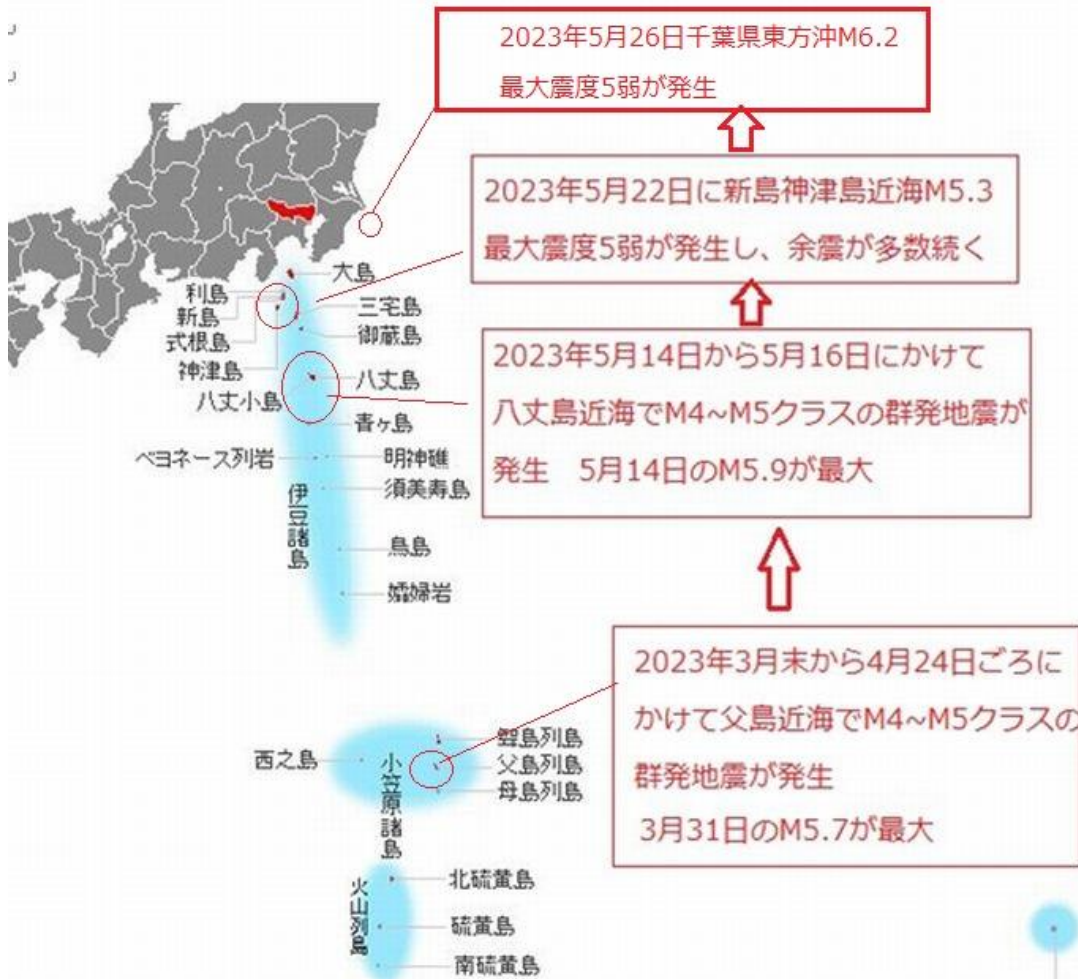 2023年5月26日千葉県東方沖M6.2
最大震度5弱が発生
2023年5月22日に新島神津島近海M5.3
最大震度5弱が発生し、余震が多数続く
大島
利島
新島
式根島
神津島
三宅島
御蔵島
2023年5月14日から5月16日にかけて
八丈島近海でM4~M5クラスの群発地震が
発生 5月14日のM5.9が最大
八丈島
八丈小島
青ヶ島
ベヨネース列岩
明神礁
須美寿島
伊豆諸島
鳥島
孀婦岩
2023年3月末から4月24日ごろに
かけて父島近海でM4~M5クラスの
群発地震が発生
3月31日のM5.7が最大
聟島列島
西之島
父島列島
母島列島
小笠原諸島
北硫黄島
火山列島
硫黄島
南硫黄島